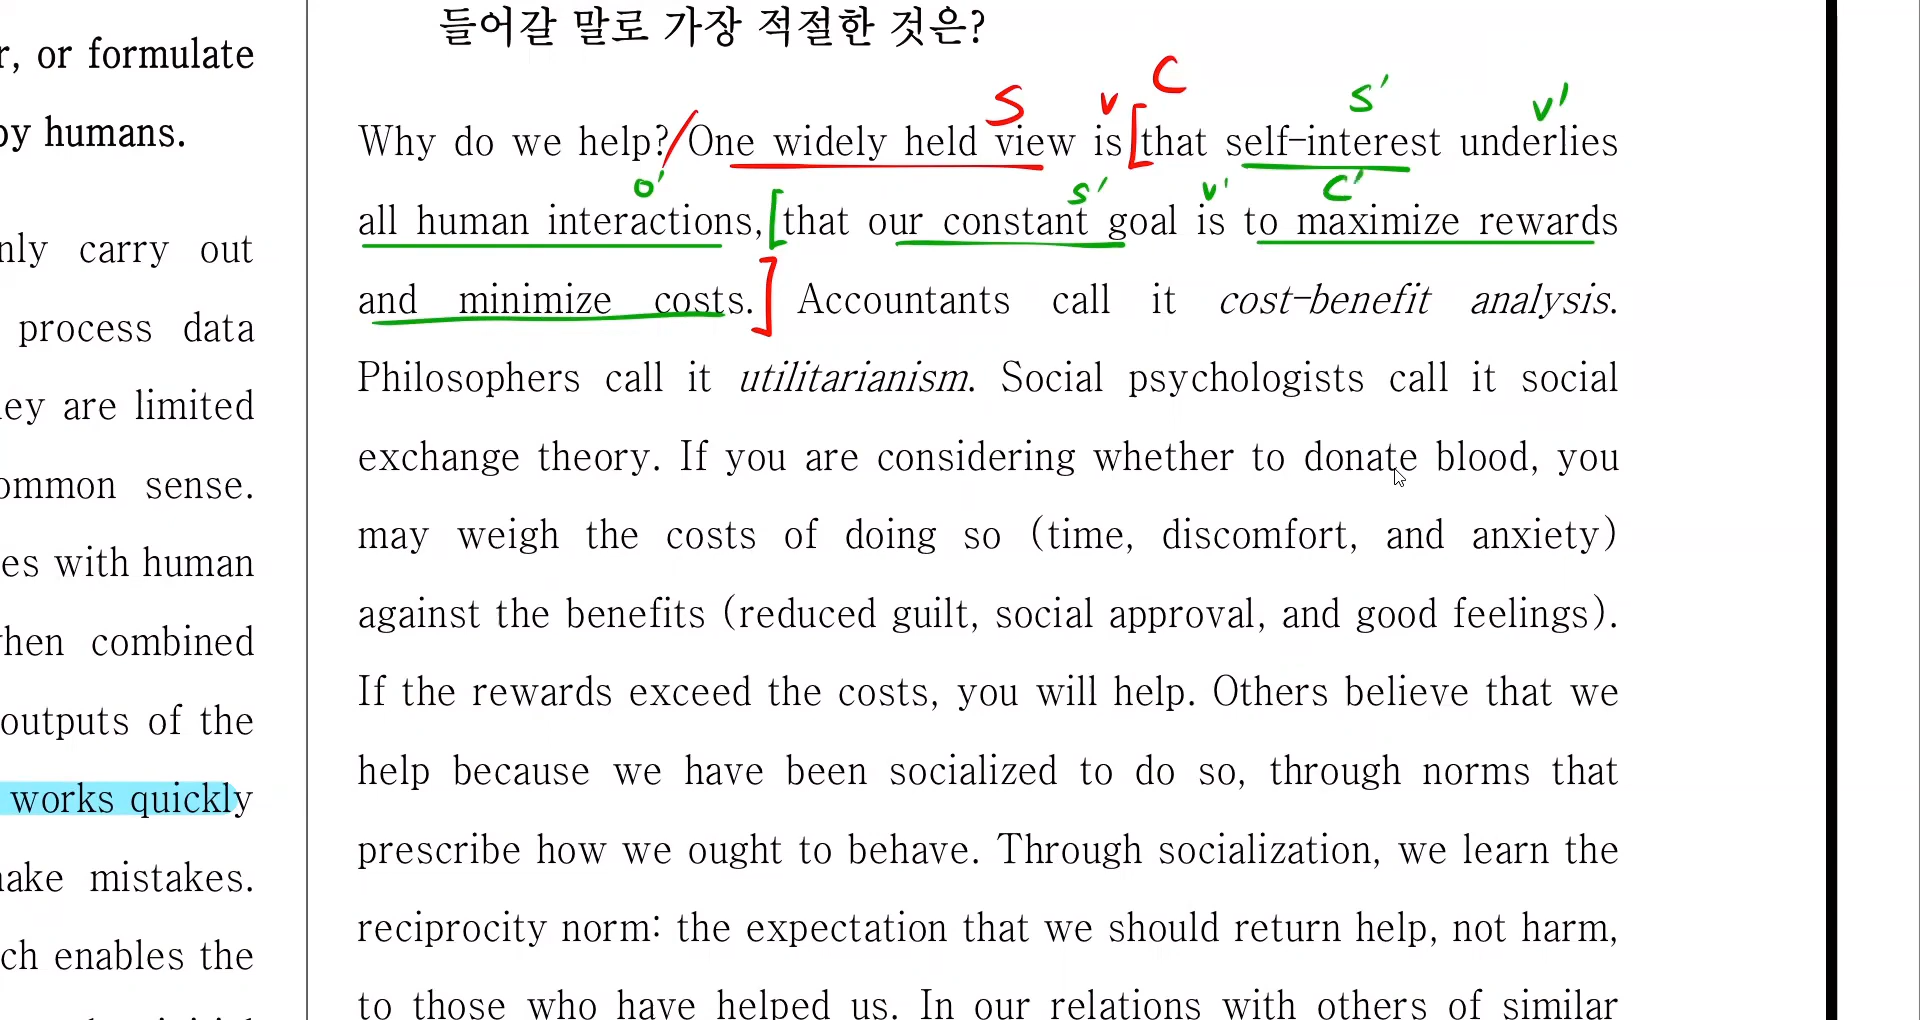 들어갈 말로 가장 적절한 것은?
r, or formulate
by humans.
nly carry out
process data
ey are limited
ommon sense.
es with human
hen combined
outputs of the
works quickly
ake mistakes.
ch enables the
S v C s' v'
Why do we help? One widely held view is that self-interest underlies
o' s' v' c'
all human interactions, that our constant goal is to maximize rewards
and minimize costs. Accountants call it cost-benefit analysis.
Philosophers call it utilitarianism. Social psychologists call it social
exchange theory. If you are considering whether to donate blood, you
may weigh the costs of doing so (time, discomfort, and anxiety)
against the benefits (reduced guilt, social approval, and good feelings).
If the rewards exceed the costs, you will help. Others believe that we
help because we have been socialized to do so, through norms that
prescribe how we ought to behave. Through socialization, we learn the
reciprocity norm: the expectation that we should return help, not harm,
to those who have helped us. In our relations with others of similar